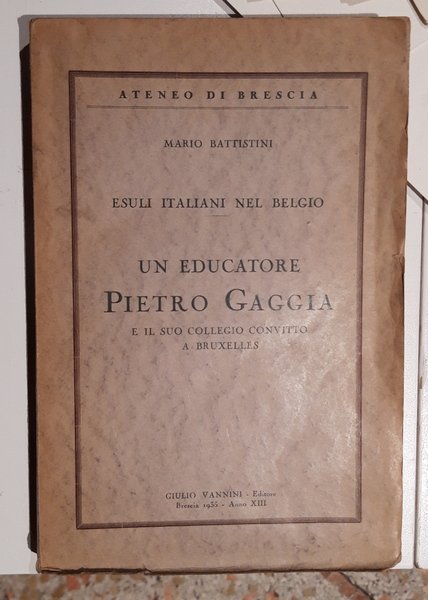 ATENEO DI BRESCIA
MARIO BATTISTINI
ESULI ITALIANI NEL BELGIO
UN EDUCATORE
PIETRO GAGGIA
E IL SUO COLLEGIO CONVITTO
A BRUXELLES
GIULIO VANNINI - Editore
Brescia 1935 - Anno XIII